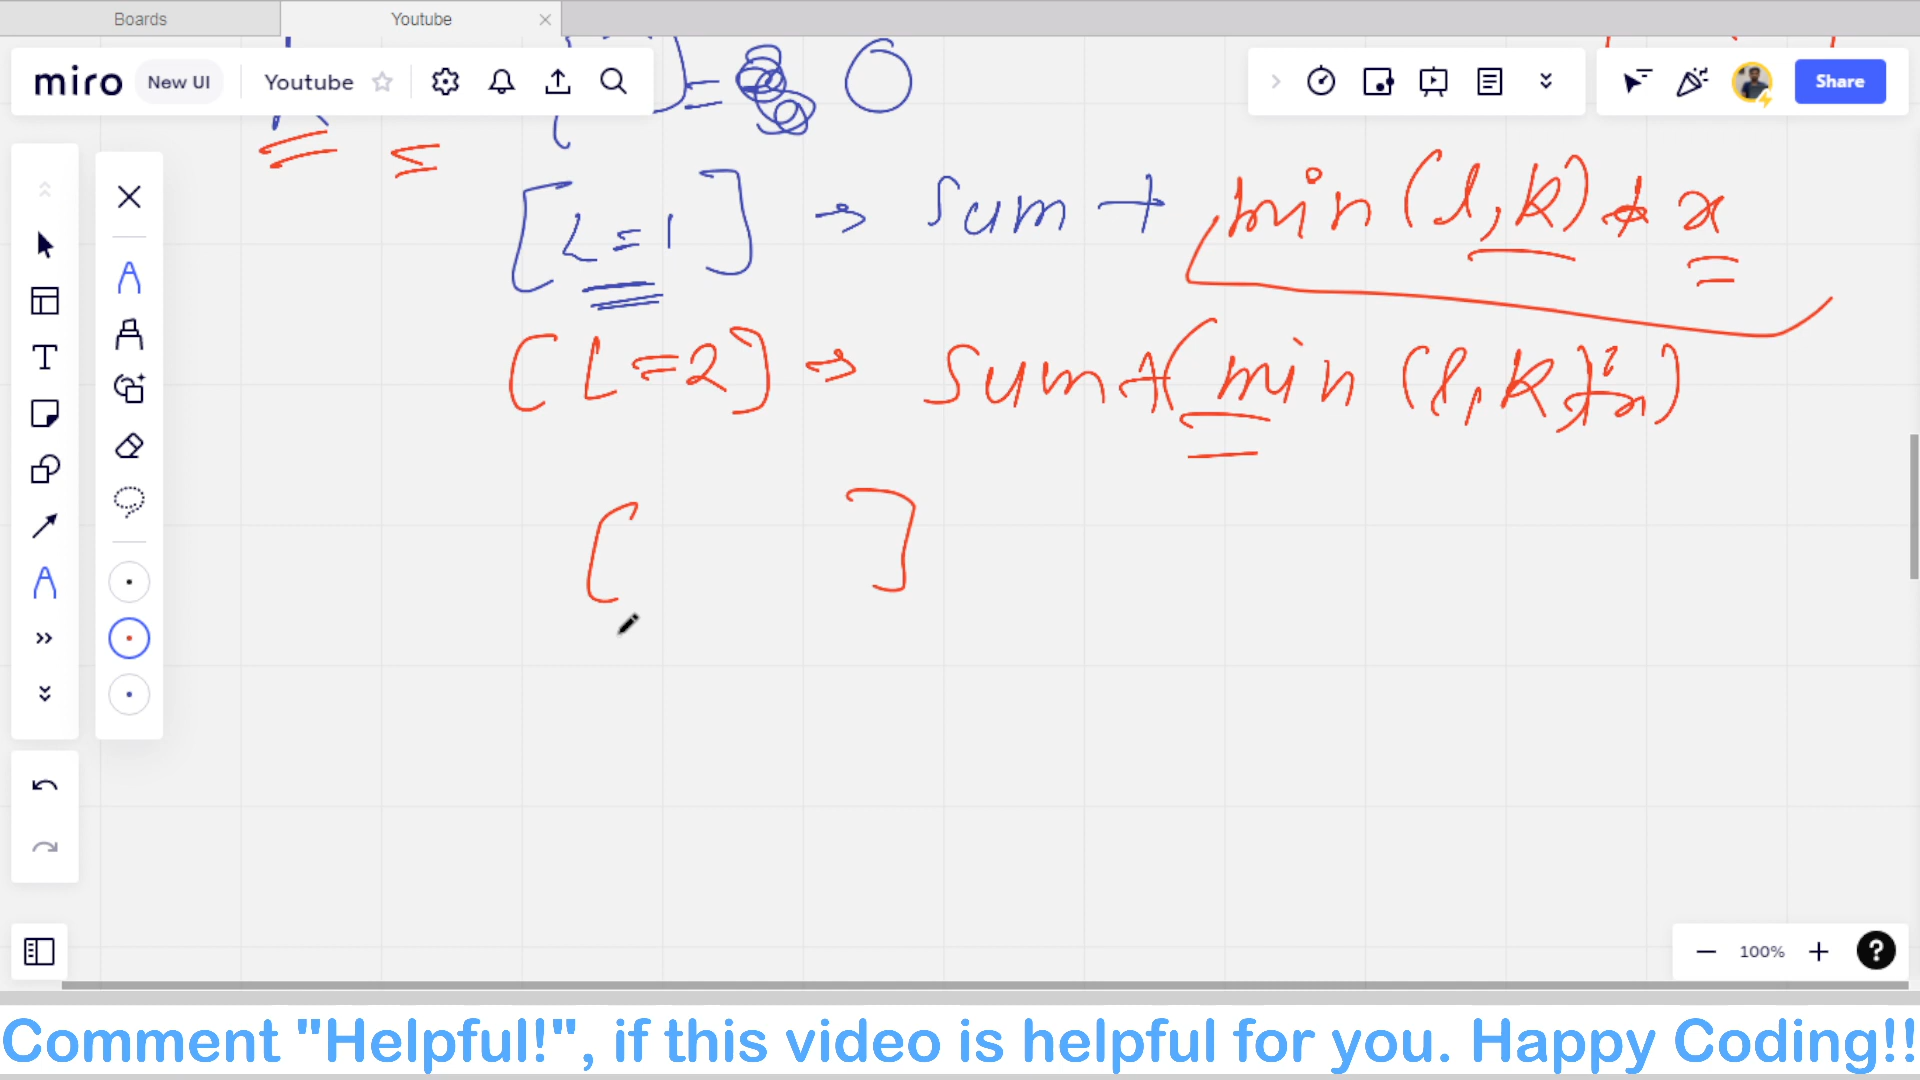 Boards
Youtube
miro New UI Youtube Share
= 0
[L=1] → Sum + min(l,k) * x
[L=2] → Sum + (min(l,k) * x)
[ ]
100%
Comment "Helpful!", if this video is helpful for you. Happy Coding!!